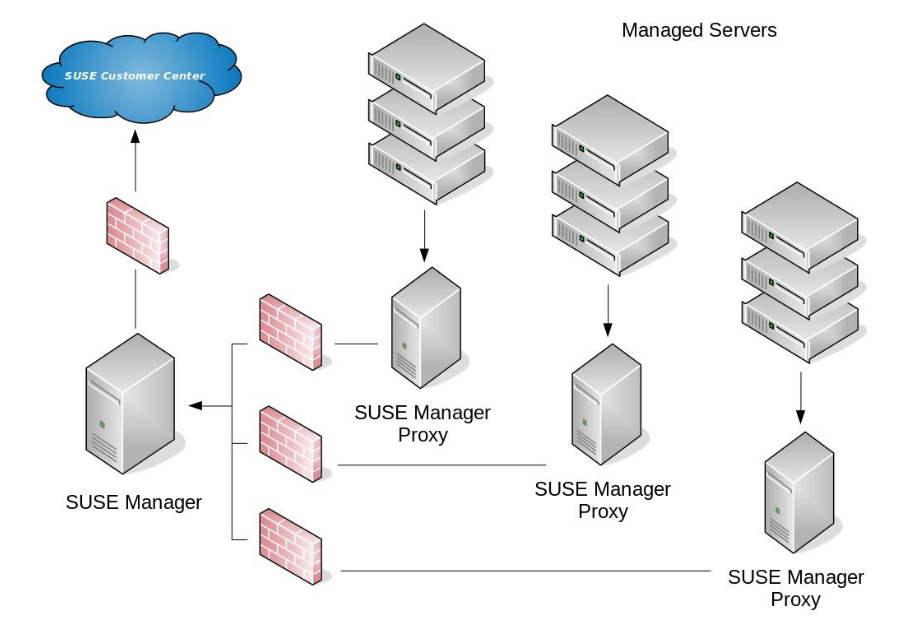 Managed Servers
SUSE Customer Center
SUSE Manager
Proxy
SUSE Manager
SUSE Manager
Proxy
SUSE Manager
Proxy